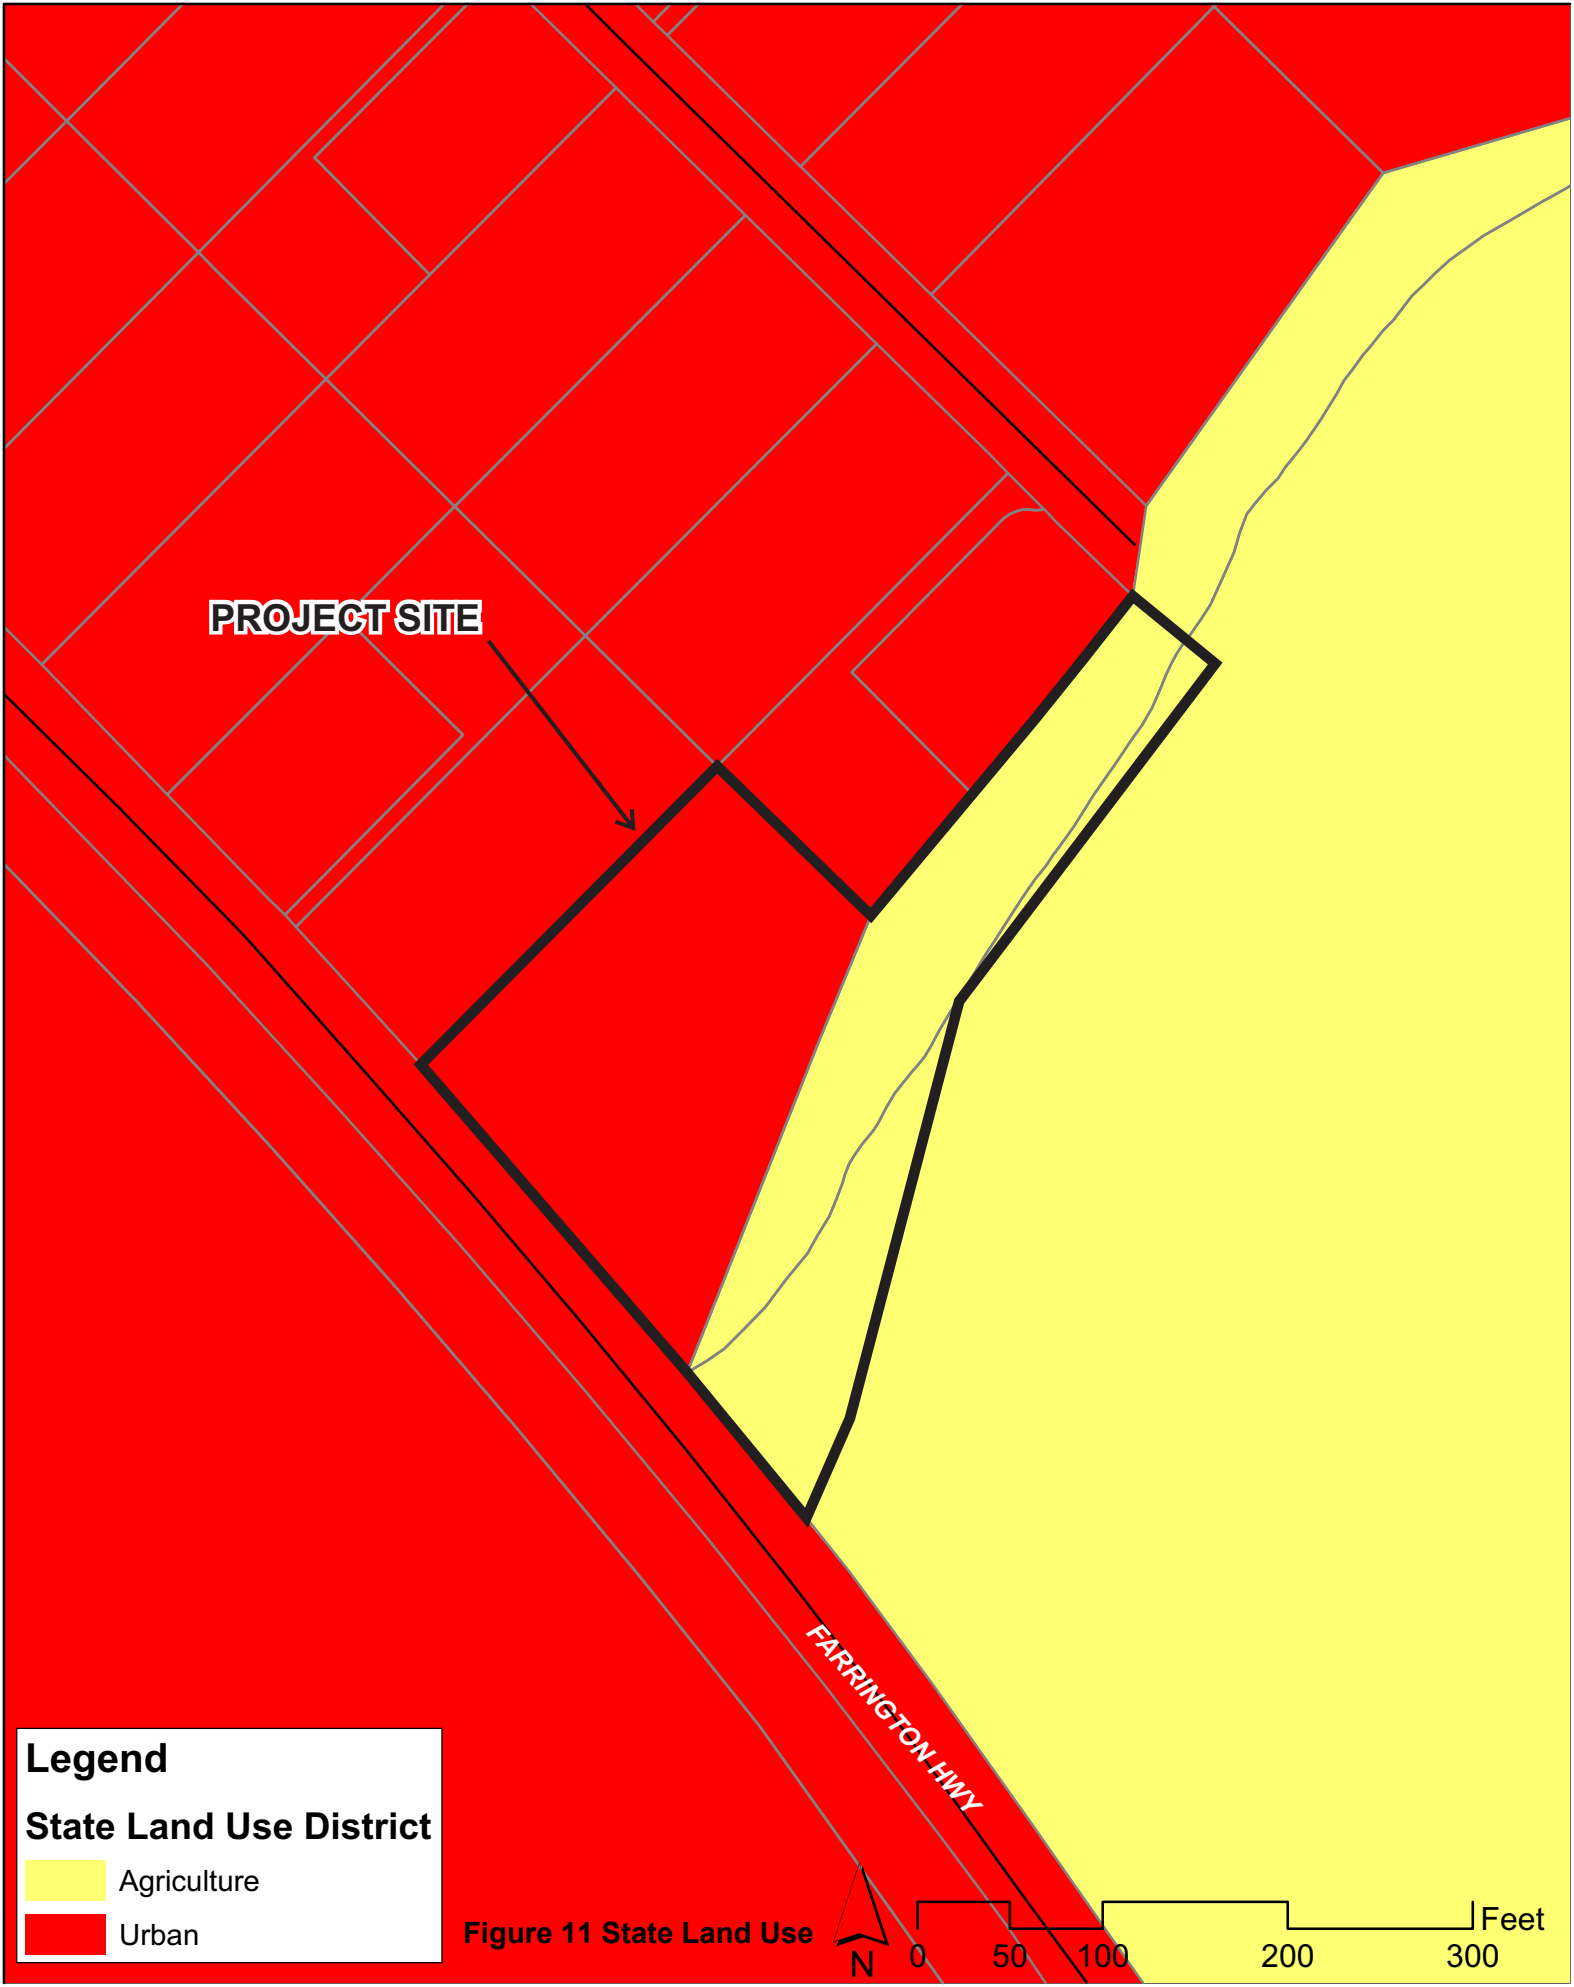 PROJECT SITE
FARRINGTON HWY
Legend
State Land Use District
Agriculture
Urban
Figure 11 State Land Use
N
0 50 100 200 300 Feet